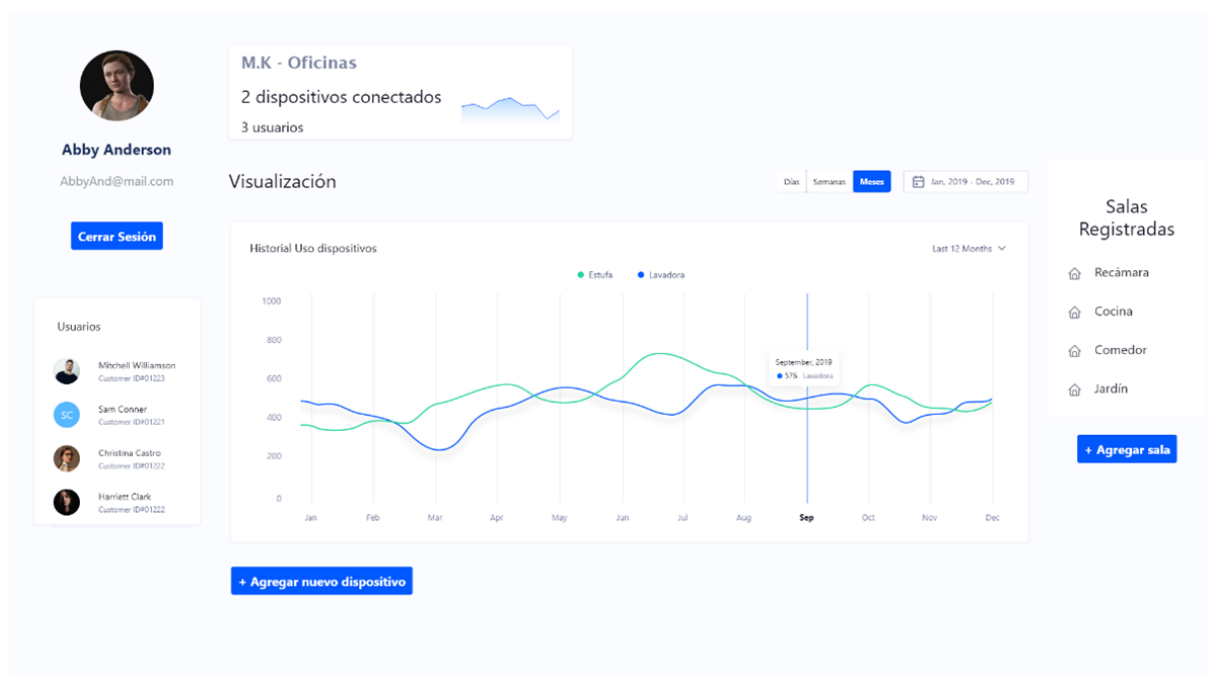 Abby Anderson
AbbyAnd@mail.com
Cerrar Sesión
Usuarios
Mitchell Williamson
Customer ID#01223
SC
Sam Conner
Customer ID#01221
Christina Castro
Customer ID#01222
Harriett Clark
Customer ID#01222
M.K - Oficinas
2 dispositivos conectados
3 usuarios
Visualización
Días Semanas Meses
Jan, 2019 - Dec, 2019
Historial Uso dispositivos
Last 12 Months
Estufa Lavadora
1000
800
600
400
200
0
September, 2019
576 Lavadora
Jan Feb Mar Apr May Jun Jul Aug Sep Oct Nov Dec
+ Agregar nuevo dispositivo
Salas
Registradas
Recámara
Cocina
Comedor
Jardín
+ Agregar sala